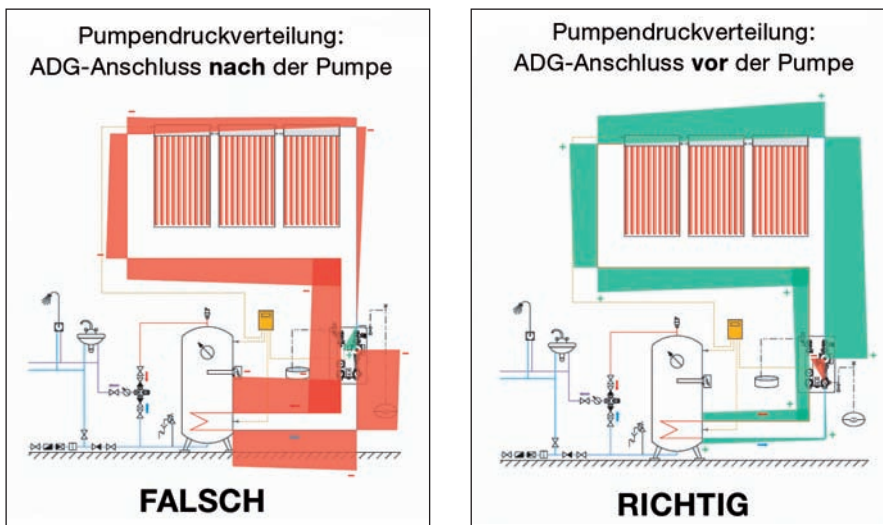 Pumpendruckverteilung:
ADG-Anschluss nach der Pumpe
FALSCH
Pumpendruckverteilung:
ADG-Anschluss vor der Pumpe
RICHTIG